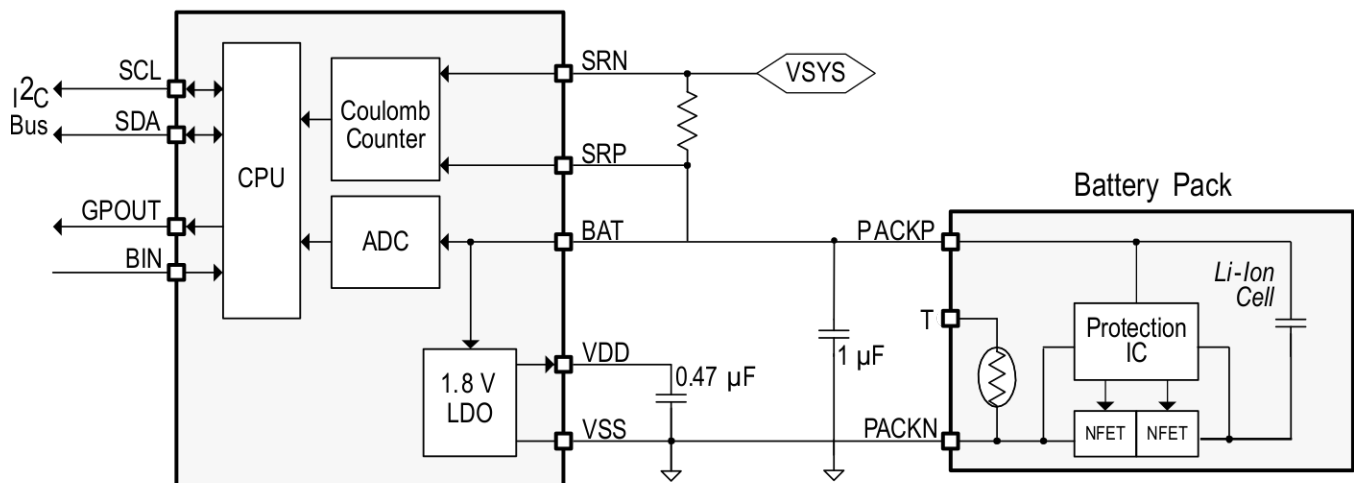 SCL
I2C
Bus
SDA
GPOUT
BIN
CPU
Coulomb
Counter
ADC
1.8 V
LDO
SRN
VSYS
SRP
BAT
VDD
0.47 µF
VSS
1 µF
PACKP
T
PACKN
Battery Pack
Li-Ion
Cell
Protection
IC
NFET
NFET